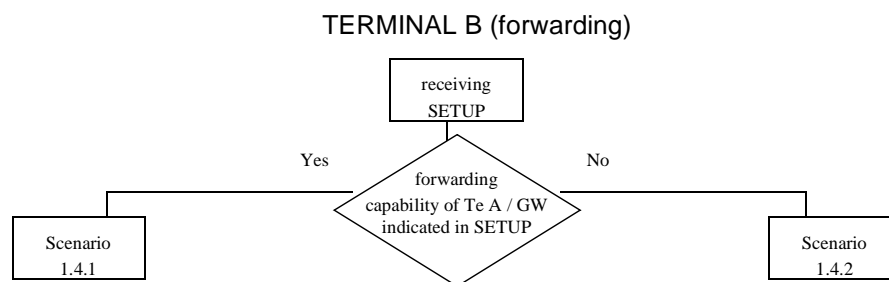 TERMINAL B (forwarding)
receiving
SETUP
Yes
No
forwarding
capability of Te A / GW
indicated in SETUP
Scenario
1.4.1
Scenario
1.4.2